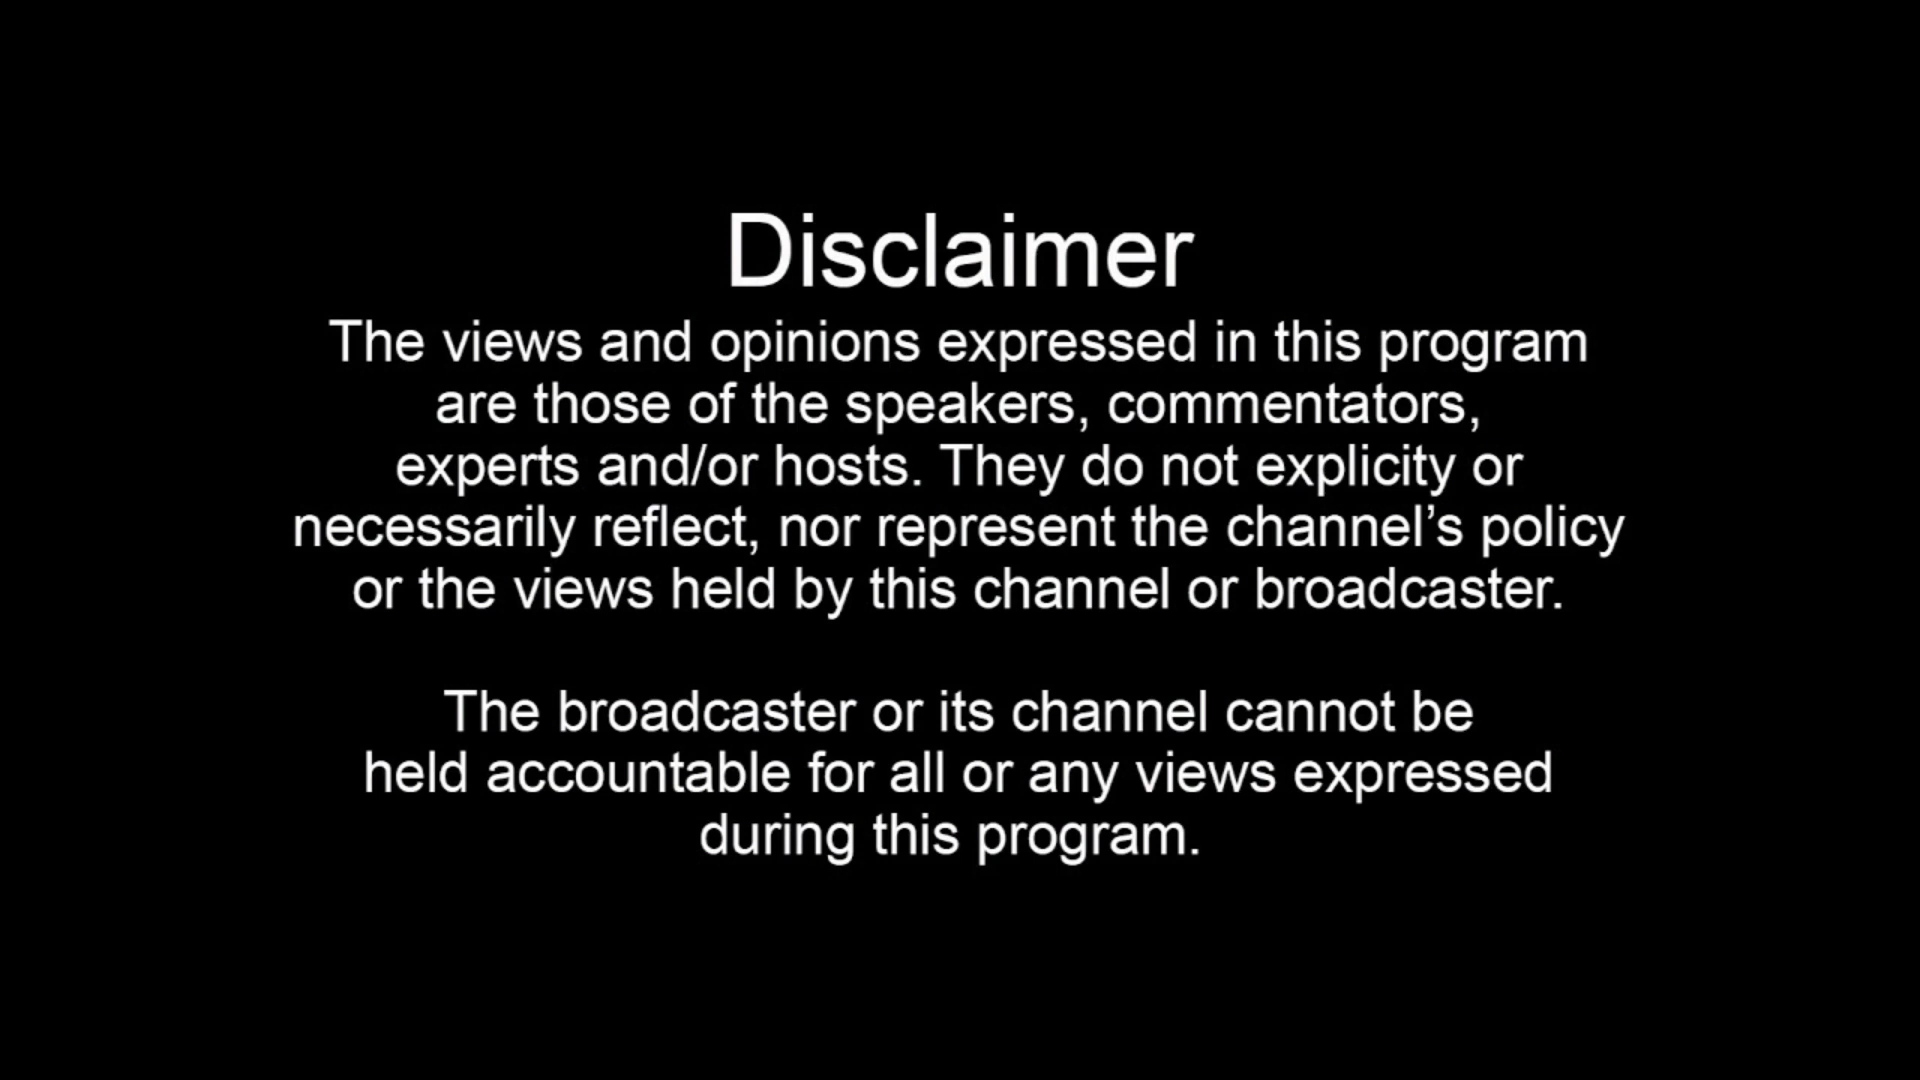 Disclaimer
The views and opinions expressed in this program
are those of the speakers, commentators,
experts and/or hosts. They do not explicity or
necessarily reflect, nor represent the channel’s policy
or the views held by this channel or broadcaster.
The broadcaster or its channel cannot be
held accountable for all or any views expressed
during this program.